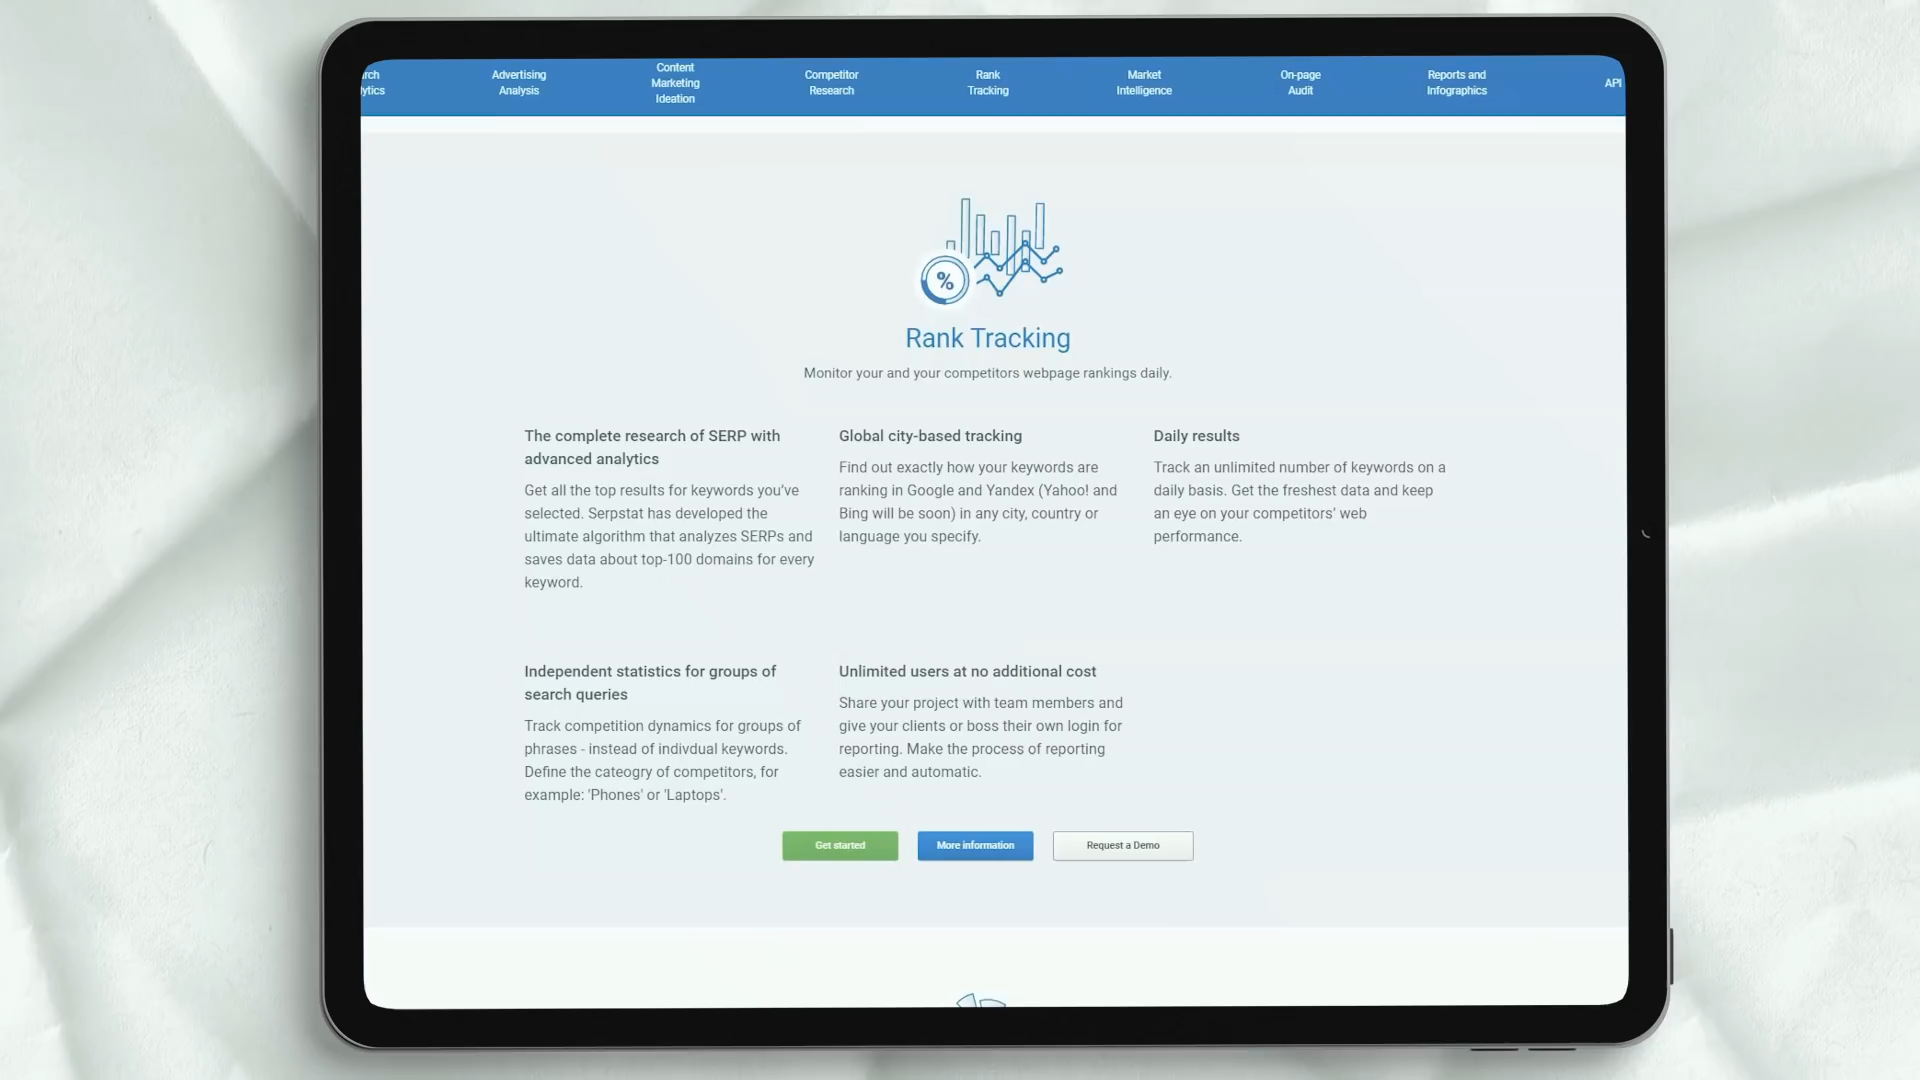 Advertising
Analysis
Content
Marketing
Ideation
Competitor
Research
Rank
Tracking
Market
Intelligence
On-page
Audit
Reports and
Infographics
API
%
Rank Tracking
Monitor your and your competitors webpage rankings daily.
The complete research of SERP with
advanced analytics
Get all the top results for keywords you've
selected. Serpstat has developed the
ultimate algorithm that analyzes SERPs and
saves data about top-100 domains for every
keyword.
Global city-based tracking
Find out exactly how your keywords are
ranking in Google and Yandex (Yahoo! and
Bing will be soon) in any city, country or
language you specify.
Daily results
Track an unlimited number of keywords on a
daily basis. Get the freshest data and keep
an eye on your competitors' web
performance.
Independent statistics for groups of
search queries
Track competition dynamics for groups of
phrases - instead of indivdual keywords.
Define the cateogry of competitors, for
example: 'Phones' or 'Laptops'.
Unlimited users at no additional cost
Share your project with team members and
give your clients or boss their own login for
reporting. Make the process of reporting
easier and automatic.
Get started
More information
Request a Demo